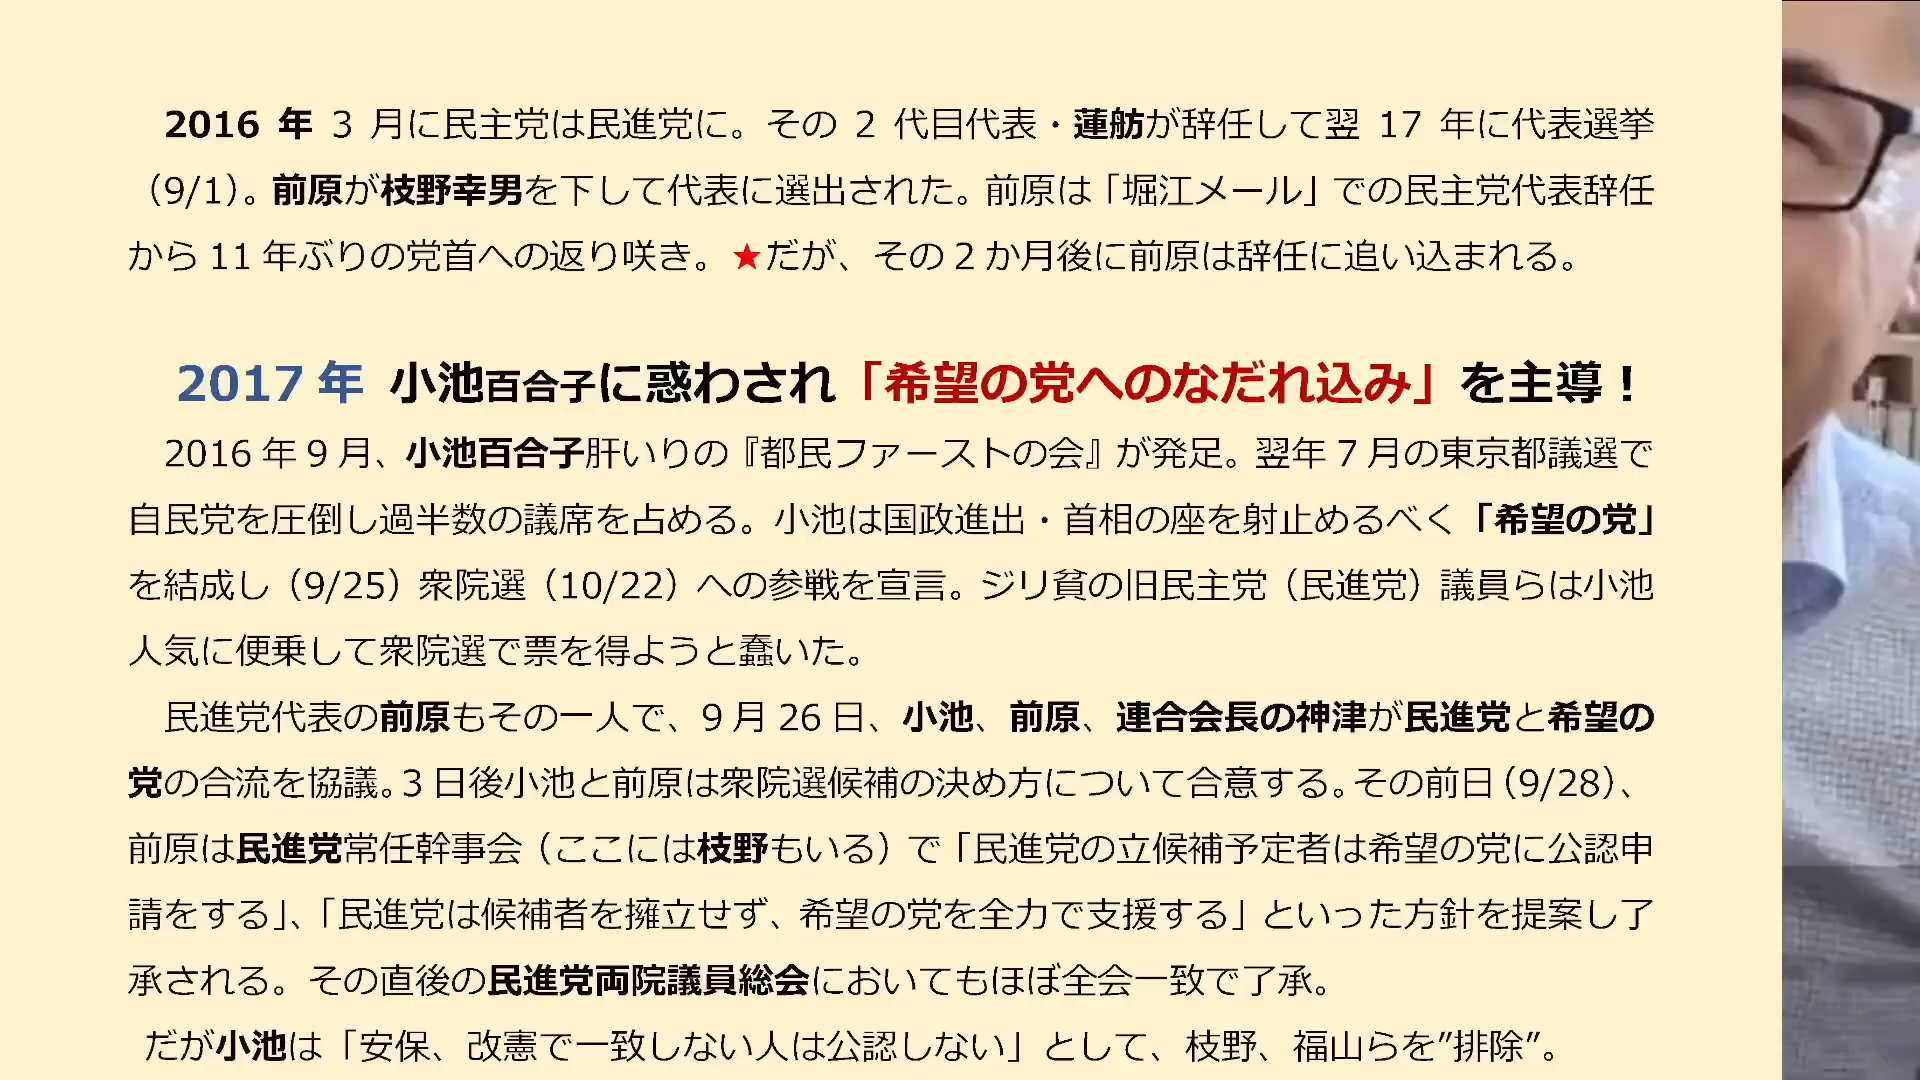 2016 年 3 月に民主党は民進党に。その 2 代目代表・蓮舫が辞任して翌 17 年に代表選挙
（9/1）。前原が枝野幸男を下して代表に選出された。前原は「堀江メール」での民主党代表辞任
から 11 年ぶりの党首への返り咲き。★だが、その 2 か月後に前原は辞任に追い込まれる。
2017 年 小池百合子に惑わされ「希望の党へのなだれ込み」を主導！
2016 年 9 月、小池百合子肝いりの『都民ファーストの会』が発足。翌年 7 月の東京都議選で
自民党を圧倒し過半数の議席を占める。小池は国政進出・首相の座を射止めるべく「希望の党」
を結成し（9/25）衆院選（10/22）への参戦を宣言。ジリ貧の旧民主党（民進党）議員らは小池
人気に便乗して衆院選で票を得ようと蠢いた。
民進党代表の前原もその一人で、9 月 26 日、小池、前原、連合会長の神津が民進党と希望の
党の合流を協議。3 日後小池と前原は衆院選候補の決め方について合意する。その前日（9/28）、
前原は民進党常任幹事会（ここには枝野もいる）で「民進党の立候補予定者は希望の党に公認申
請をする」、「民進党は候補者を擁立せず、希望の党を全力で支援する」といった方針を提案し了
承される。その直後の民進党両院議員総会においてもほぼ全会一致で了承。
だが小池は「安保、改憲で一致しない人は公認しない」として、枝野、福山らを”排除”。